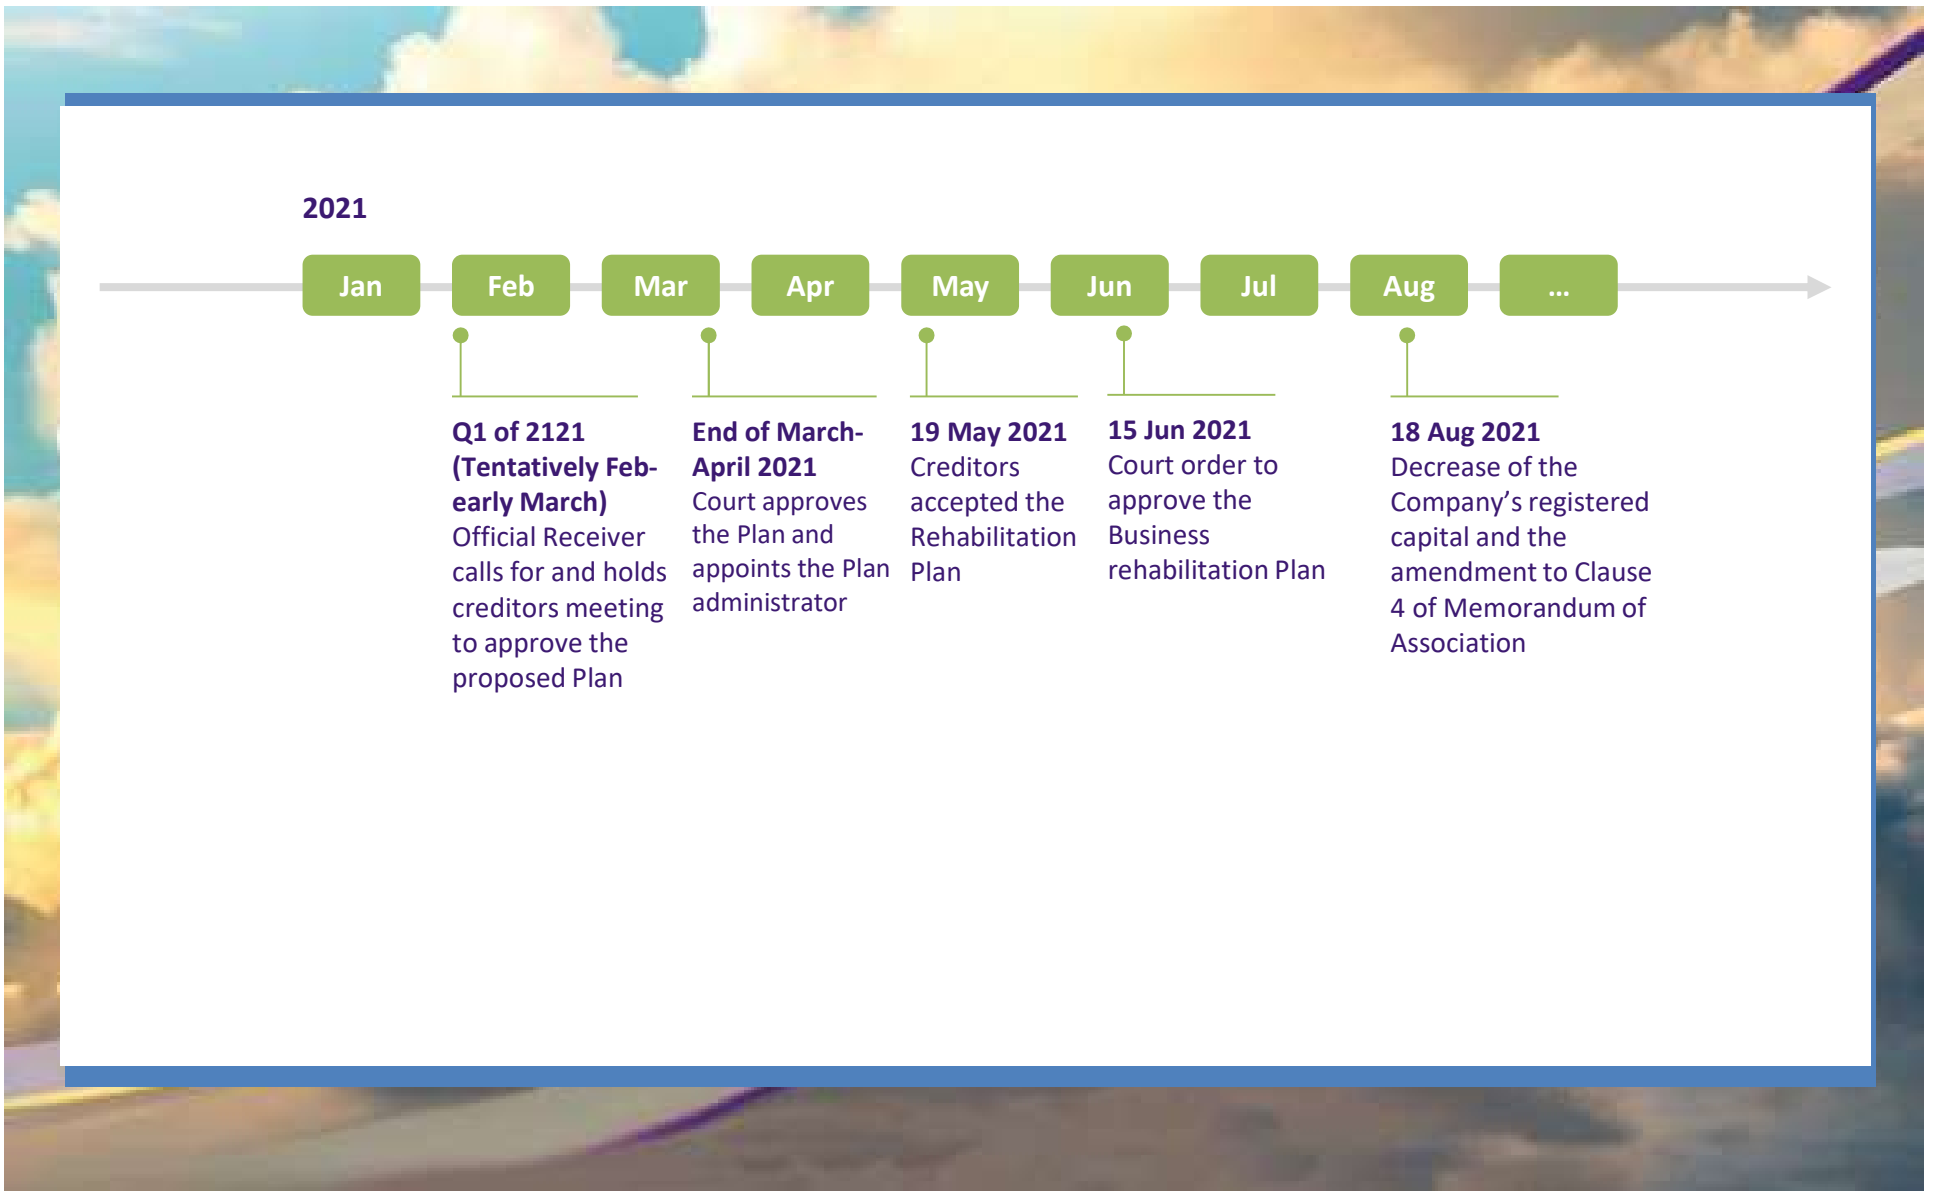 2021
Jan
Feb
Mar
Apr
May
Jun
Jul
Aug
...
Q1 of 2121
(Tentatively Feb-
early March)
Official Receiver
calls for and holds
creditors meeting
to approve the
proposed Plan
End of March-
April 2021
Court approves
the Plan and
appoints the Plan
administrator
19 May 2021
Creditors
accepted the
Rehabilitation
Plan
15 Jun 2021
Court order to
approve the
Business
rehabilitation Plan
18 Aug 2021
Decrease of the
Company’s registered
capital and the
amendment to Clause
4 of Memorandum of
Association